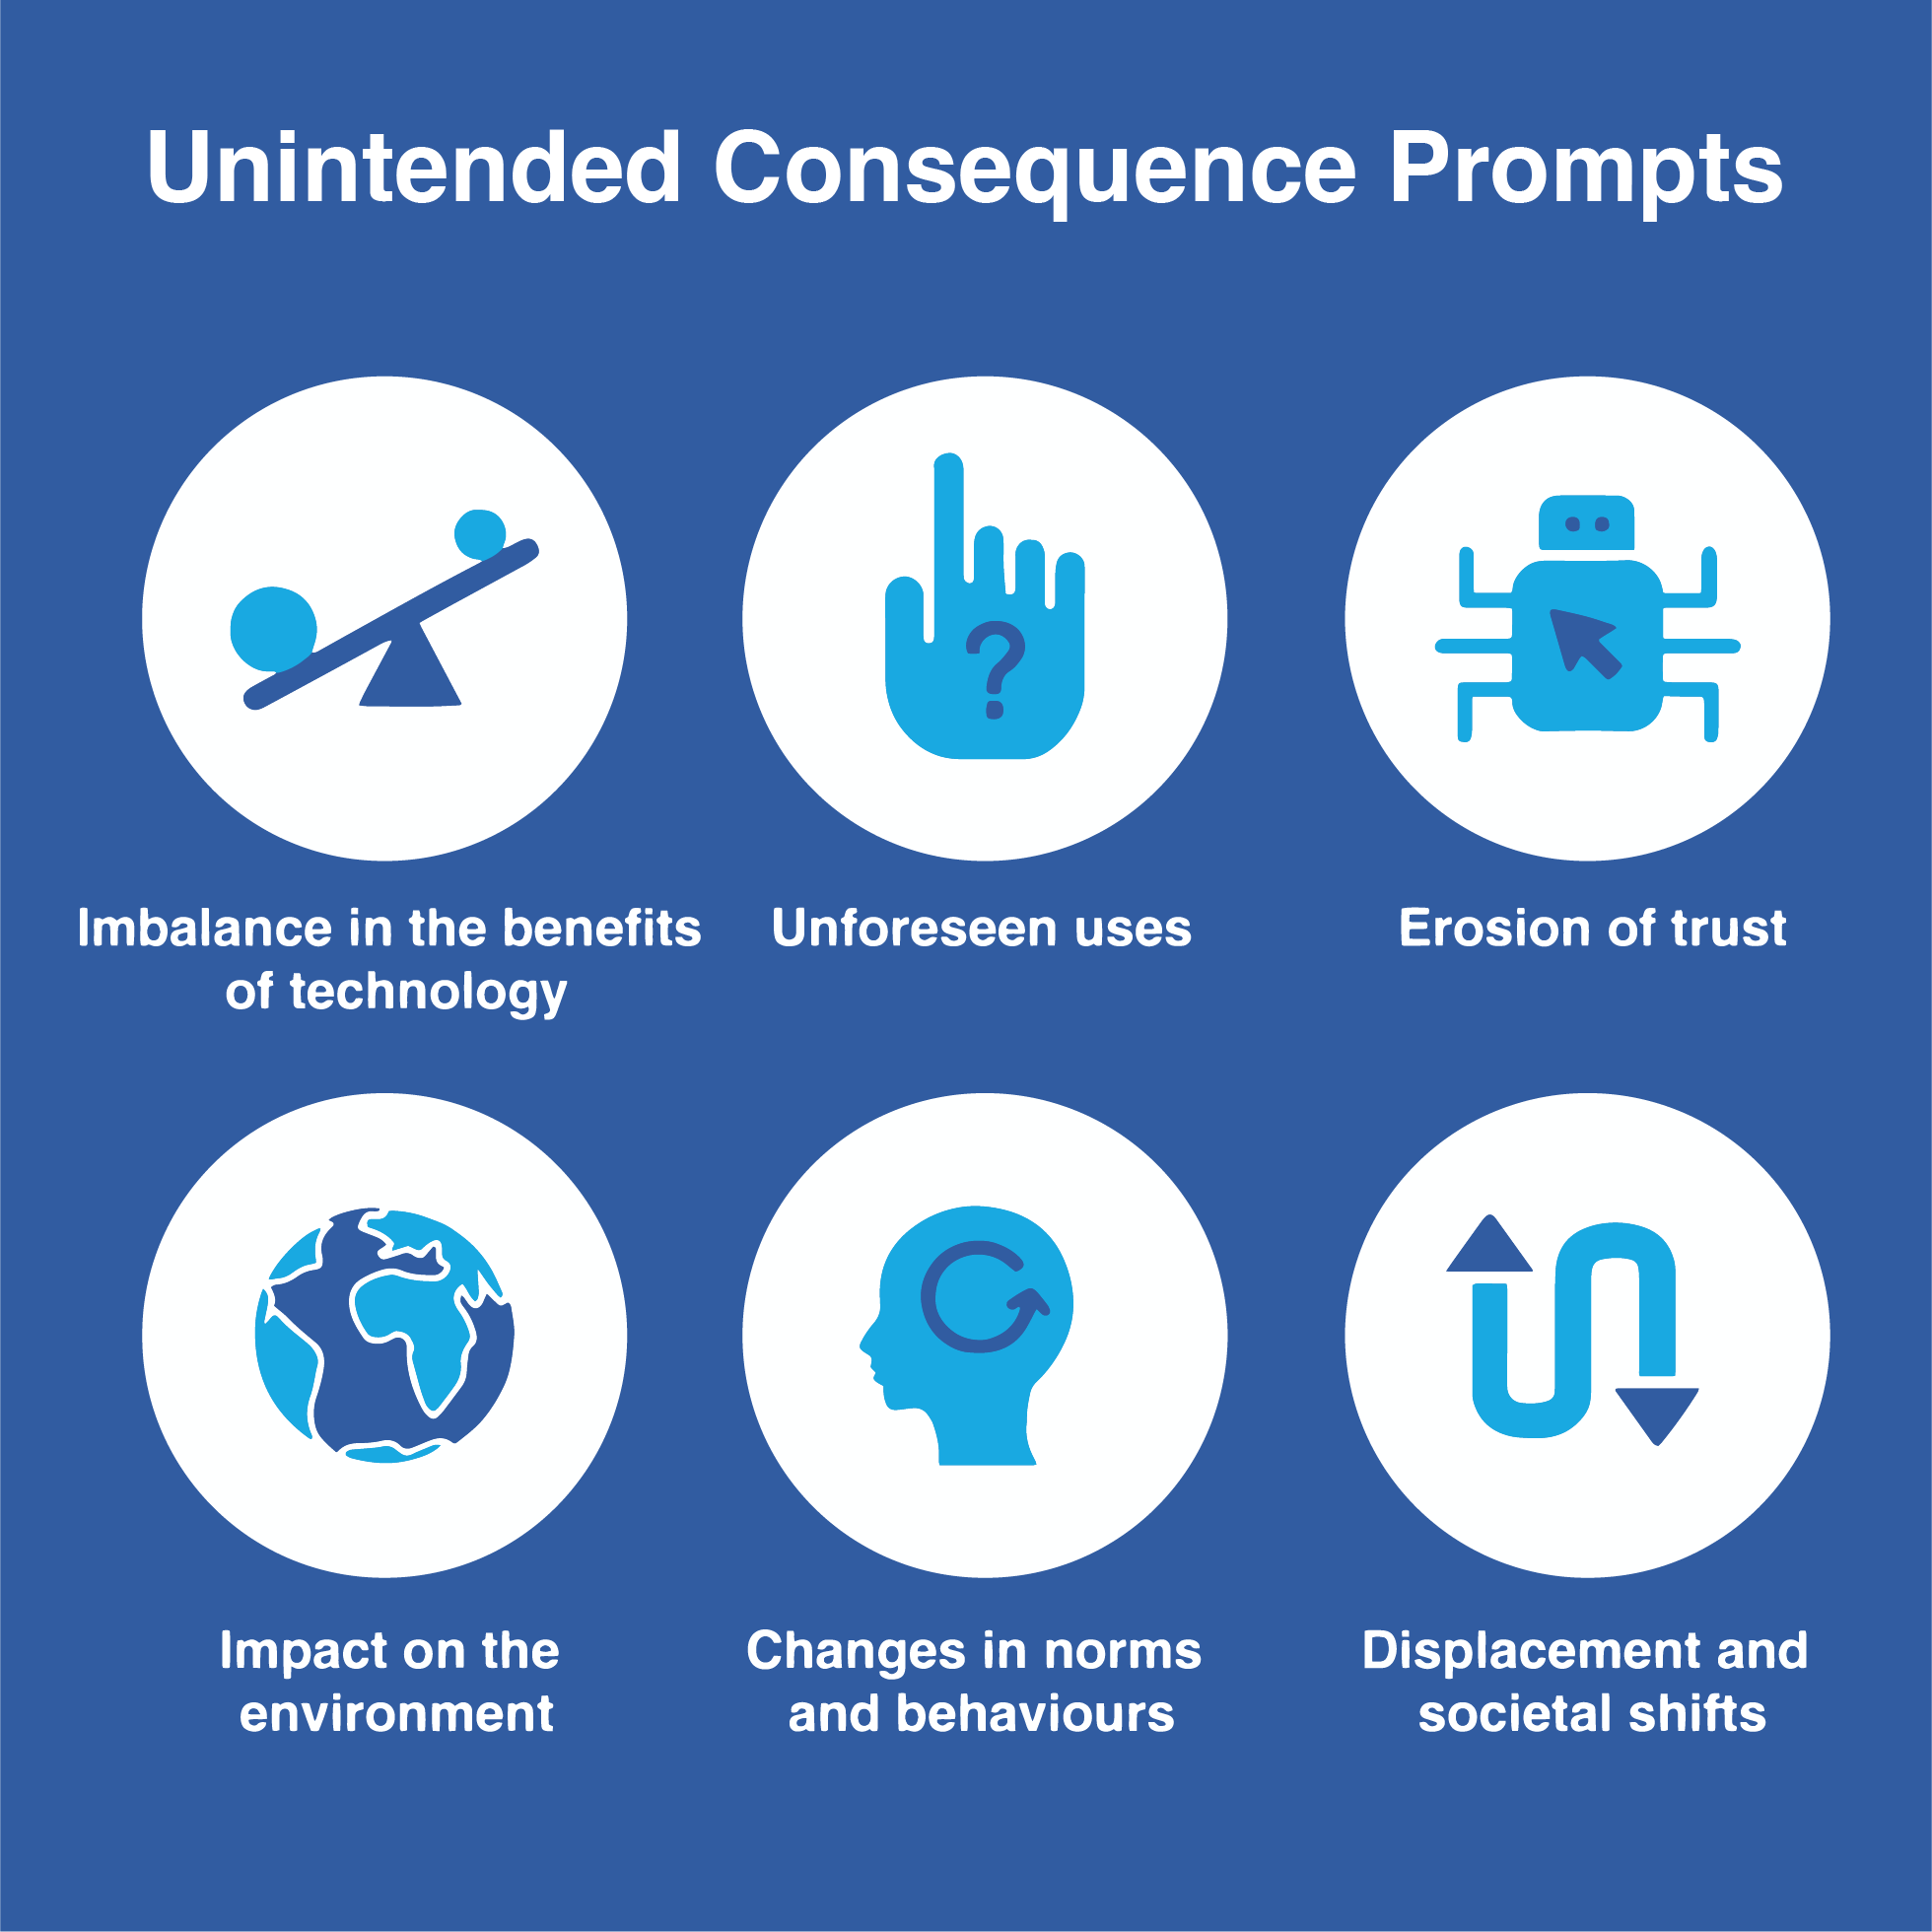 Unintended Consequence Prompts
Imbalance in the benefits
of technology
Unforeseen uses
Erosion of trust
Impact on the
environment
Changes in norms
and behaviours
Displacement and
societal shifts